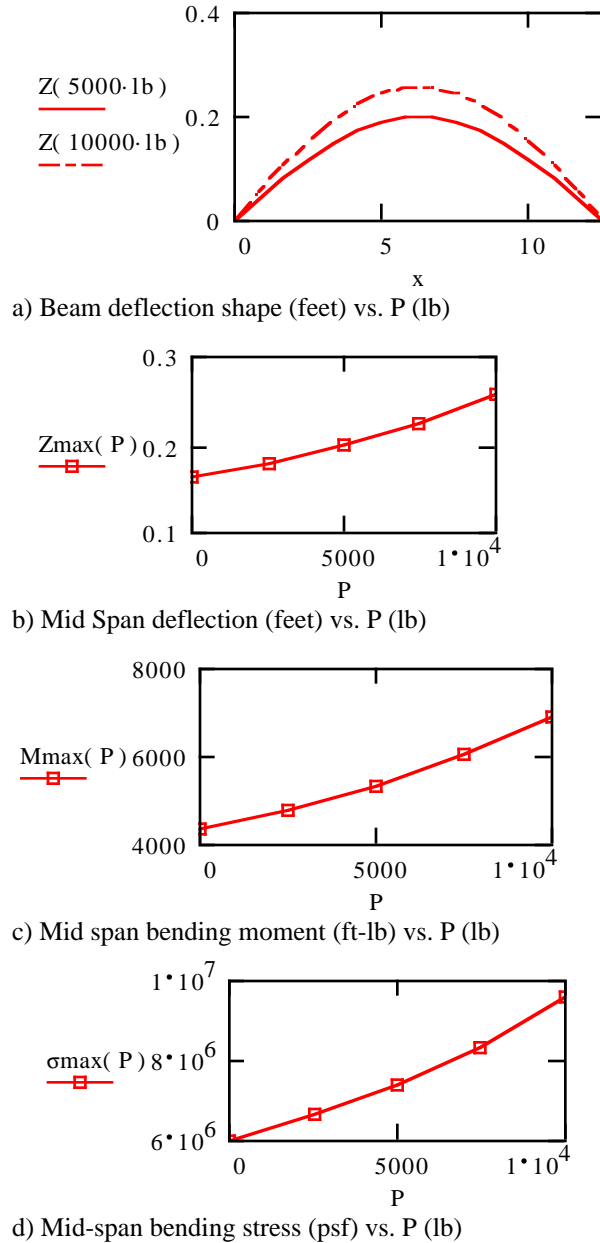 0.4
Z( 5000·lb)
0.2
Z( 10000·lb)
0
0 5 10
x
a) Beam deflection shape (feet) vs. P (lb)
0.3
Zmax( P)
0.2
0.1
0 5000 1•10^4
P
b) Mid Span deflection (feet) vs. P (lb)
8000
Mmax( P)
6000
4000
0 5000 1•10^4
P
c) Mid span bending moment (ft-lb) vs. P (lb)
1•10^7
σmax( P)
8•10^6
6•10^6
0 5000 1•10^4
P
d) Mid-span bending stress (psf) vs. P (lb)